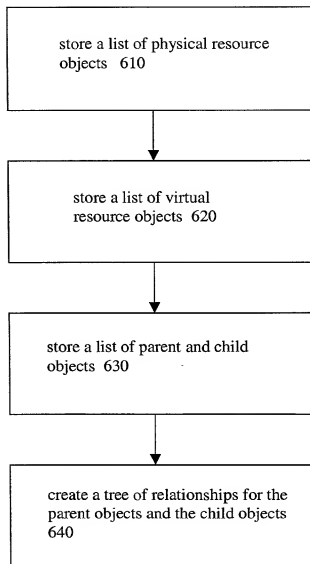 store a list of physical resource
objects 610
store a list of virtual
resource objects 620
store a list of parent and child
objects 630
create a tree of relationships for the
parent objects and the child objects
640